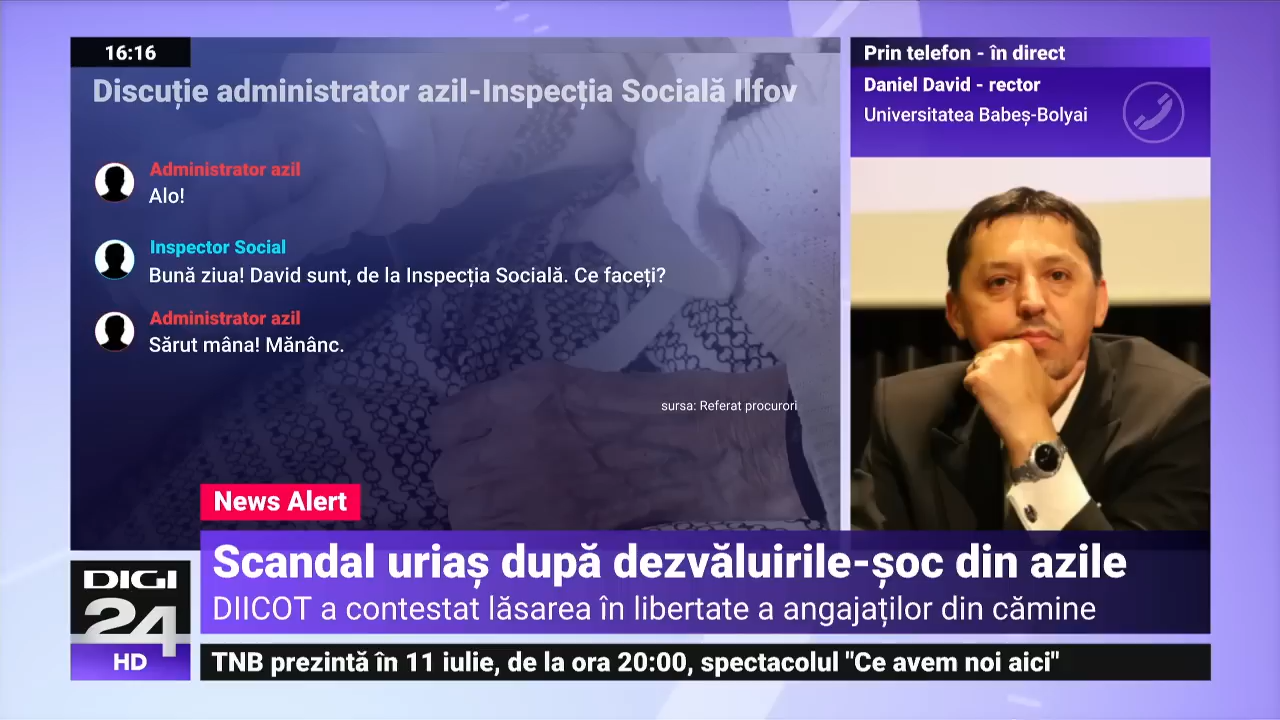 16:16
Discuție administrator azil-Inspecția Socială Ilfov
Administrator azil
Alo!
Inspector Social
Bună ziua! David sunt, de la Inspecția Socială. Ce faceți?
Administrator azil
Sărut mâna! Mănânc.
sursa: Referat procurori
Prin telefon - în direct
Daniel David - rector
Universitatea Babeș-Bolyai
News Alert
Scandal uriaș după dezvăluirile-șoc din azile
DIICOT a contestat lăsarea în libertate a angajaților din cămine
DIGI
24
HD
TNB prezintă în 11 iulie, de la ora 20:00, spectacolul "Ce avem noi aici"